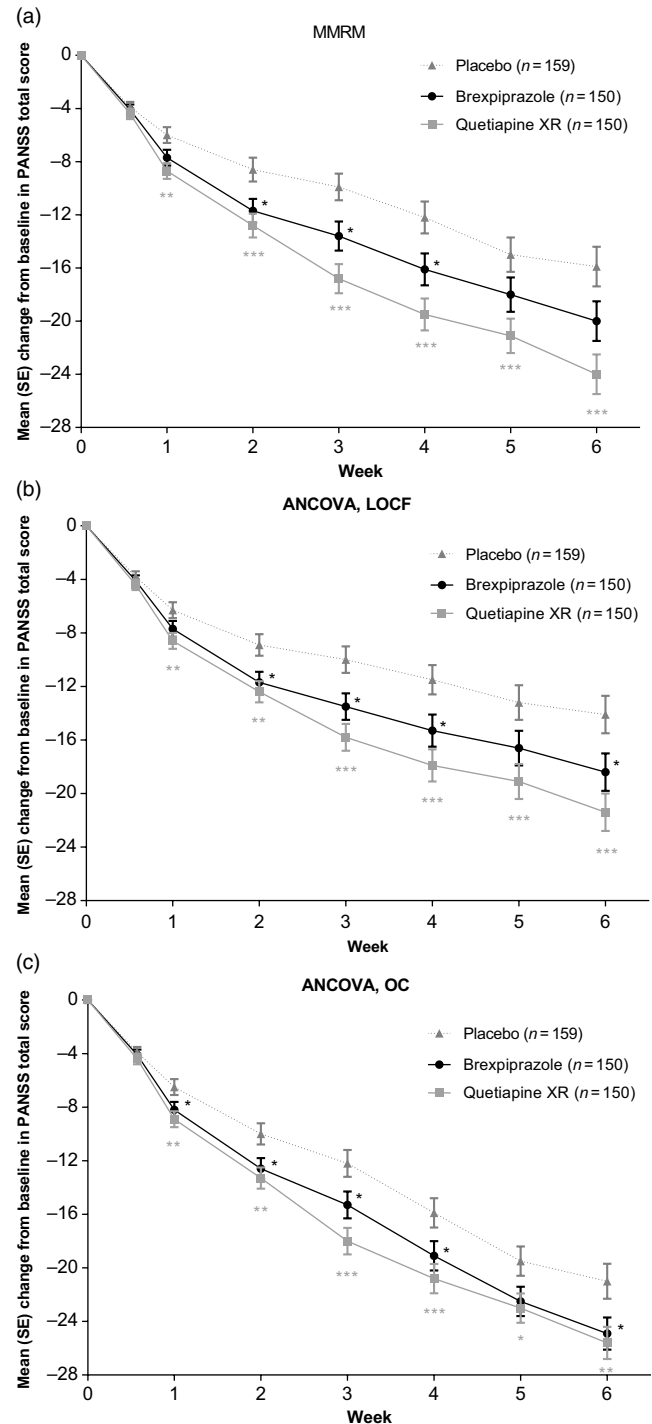 (a)
MMRM
Mean (SE) change from baseline in PANSS total score
0
−4
−8
−12
−16
−20
−24
−28
Placebo (n = 159)
Brexpiprazole (n = 150)
Quetiapine XR (n = 150)
*
*
*
**
***
***
***
***
***
0 1 2 3 4 5 6
Week
(b)
ANCOVA, LOCF
Mean (SE) change from baseline in PANSS total score
0
−4
−8
−12
−16
−20
−24
−28
Placebo (n = 159)
Brexpiprazole (n = 150)
Quetiapine XR (n = 150)
*
*
*
*
**
**
***
***
***
***
0 1 2 3 4 5 6
Week
(c)
ANCOVA, OC
Mean (SE) change from baseline in PANSS total score
0
−4
−8
−12
−16
−20
−24
−28
Placebo (n = 159)
Brexpiprazole (n = 150)
Quetiapine XR (n = 150)
*
*
*
*
*
**
**
***
***
*
**
0 1 2 3 4 5 6
Week